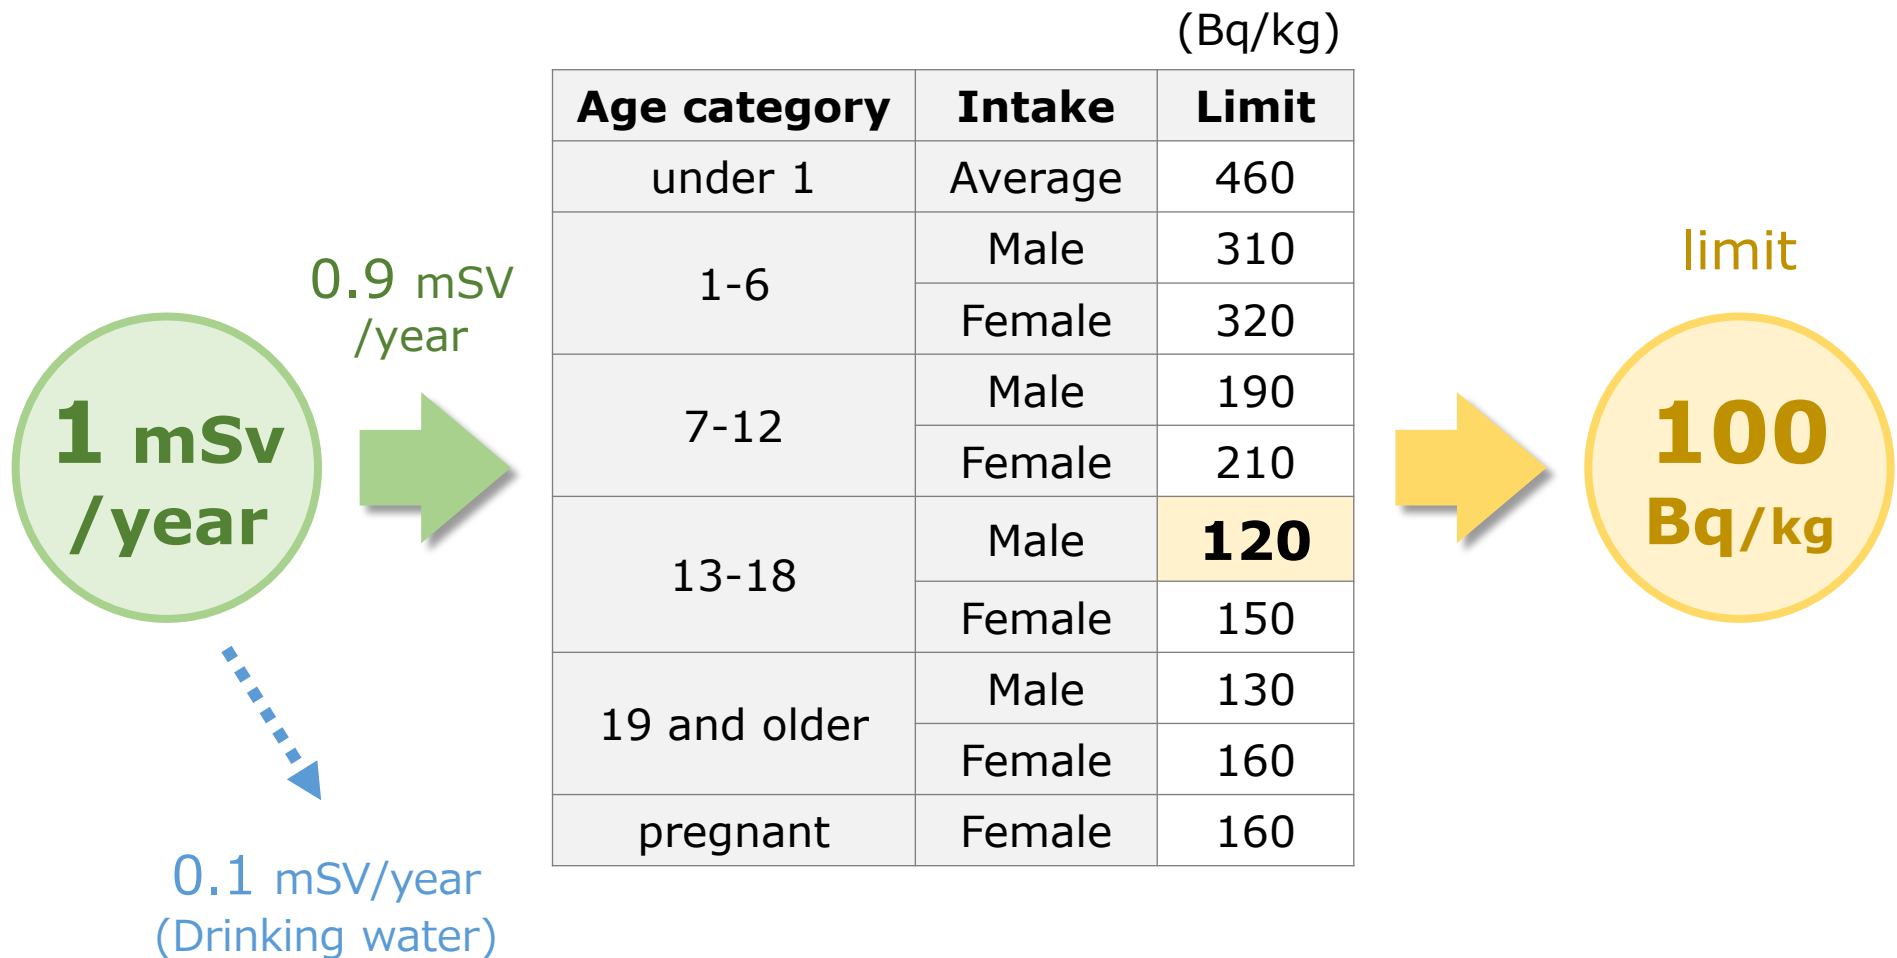 (Bq/kg)
Age category Intake Limit
under 1 Average 460
1-6 Male 310
Female 320
7-12 Male 190
Female 210
13-18 Male 120
Female 150
19 and older Male 130
Female 160
pregnant Female 160
0.9 mSV
/year
1 mSv
/year
0.1 mSV/year
(Drinking water)
limit
100
Bq/kg